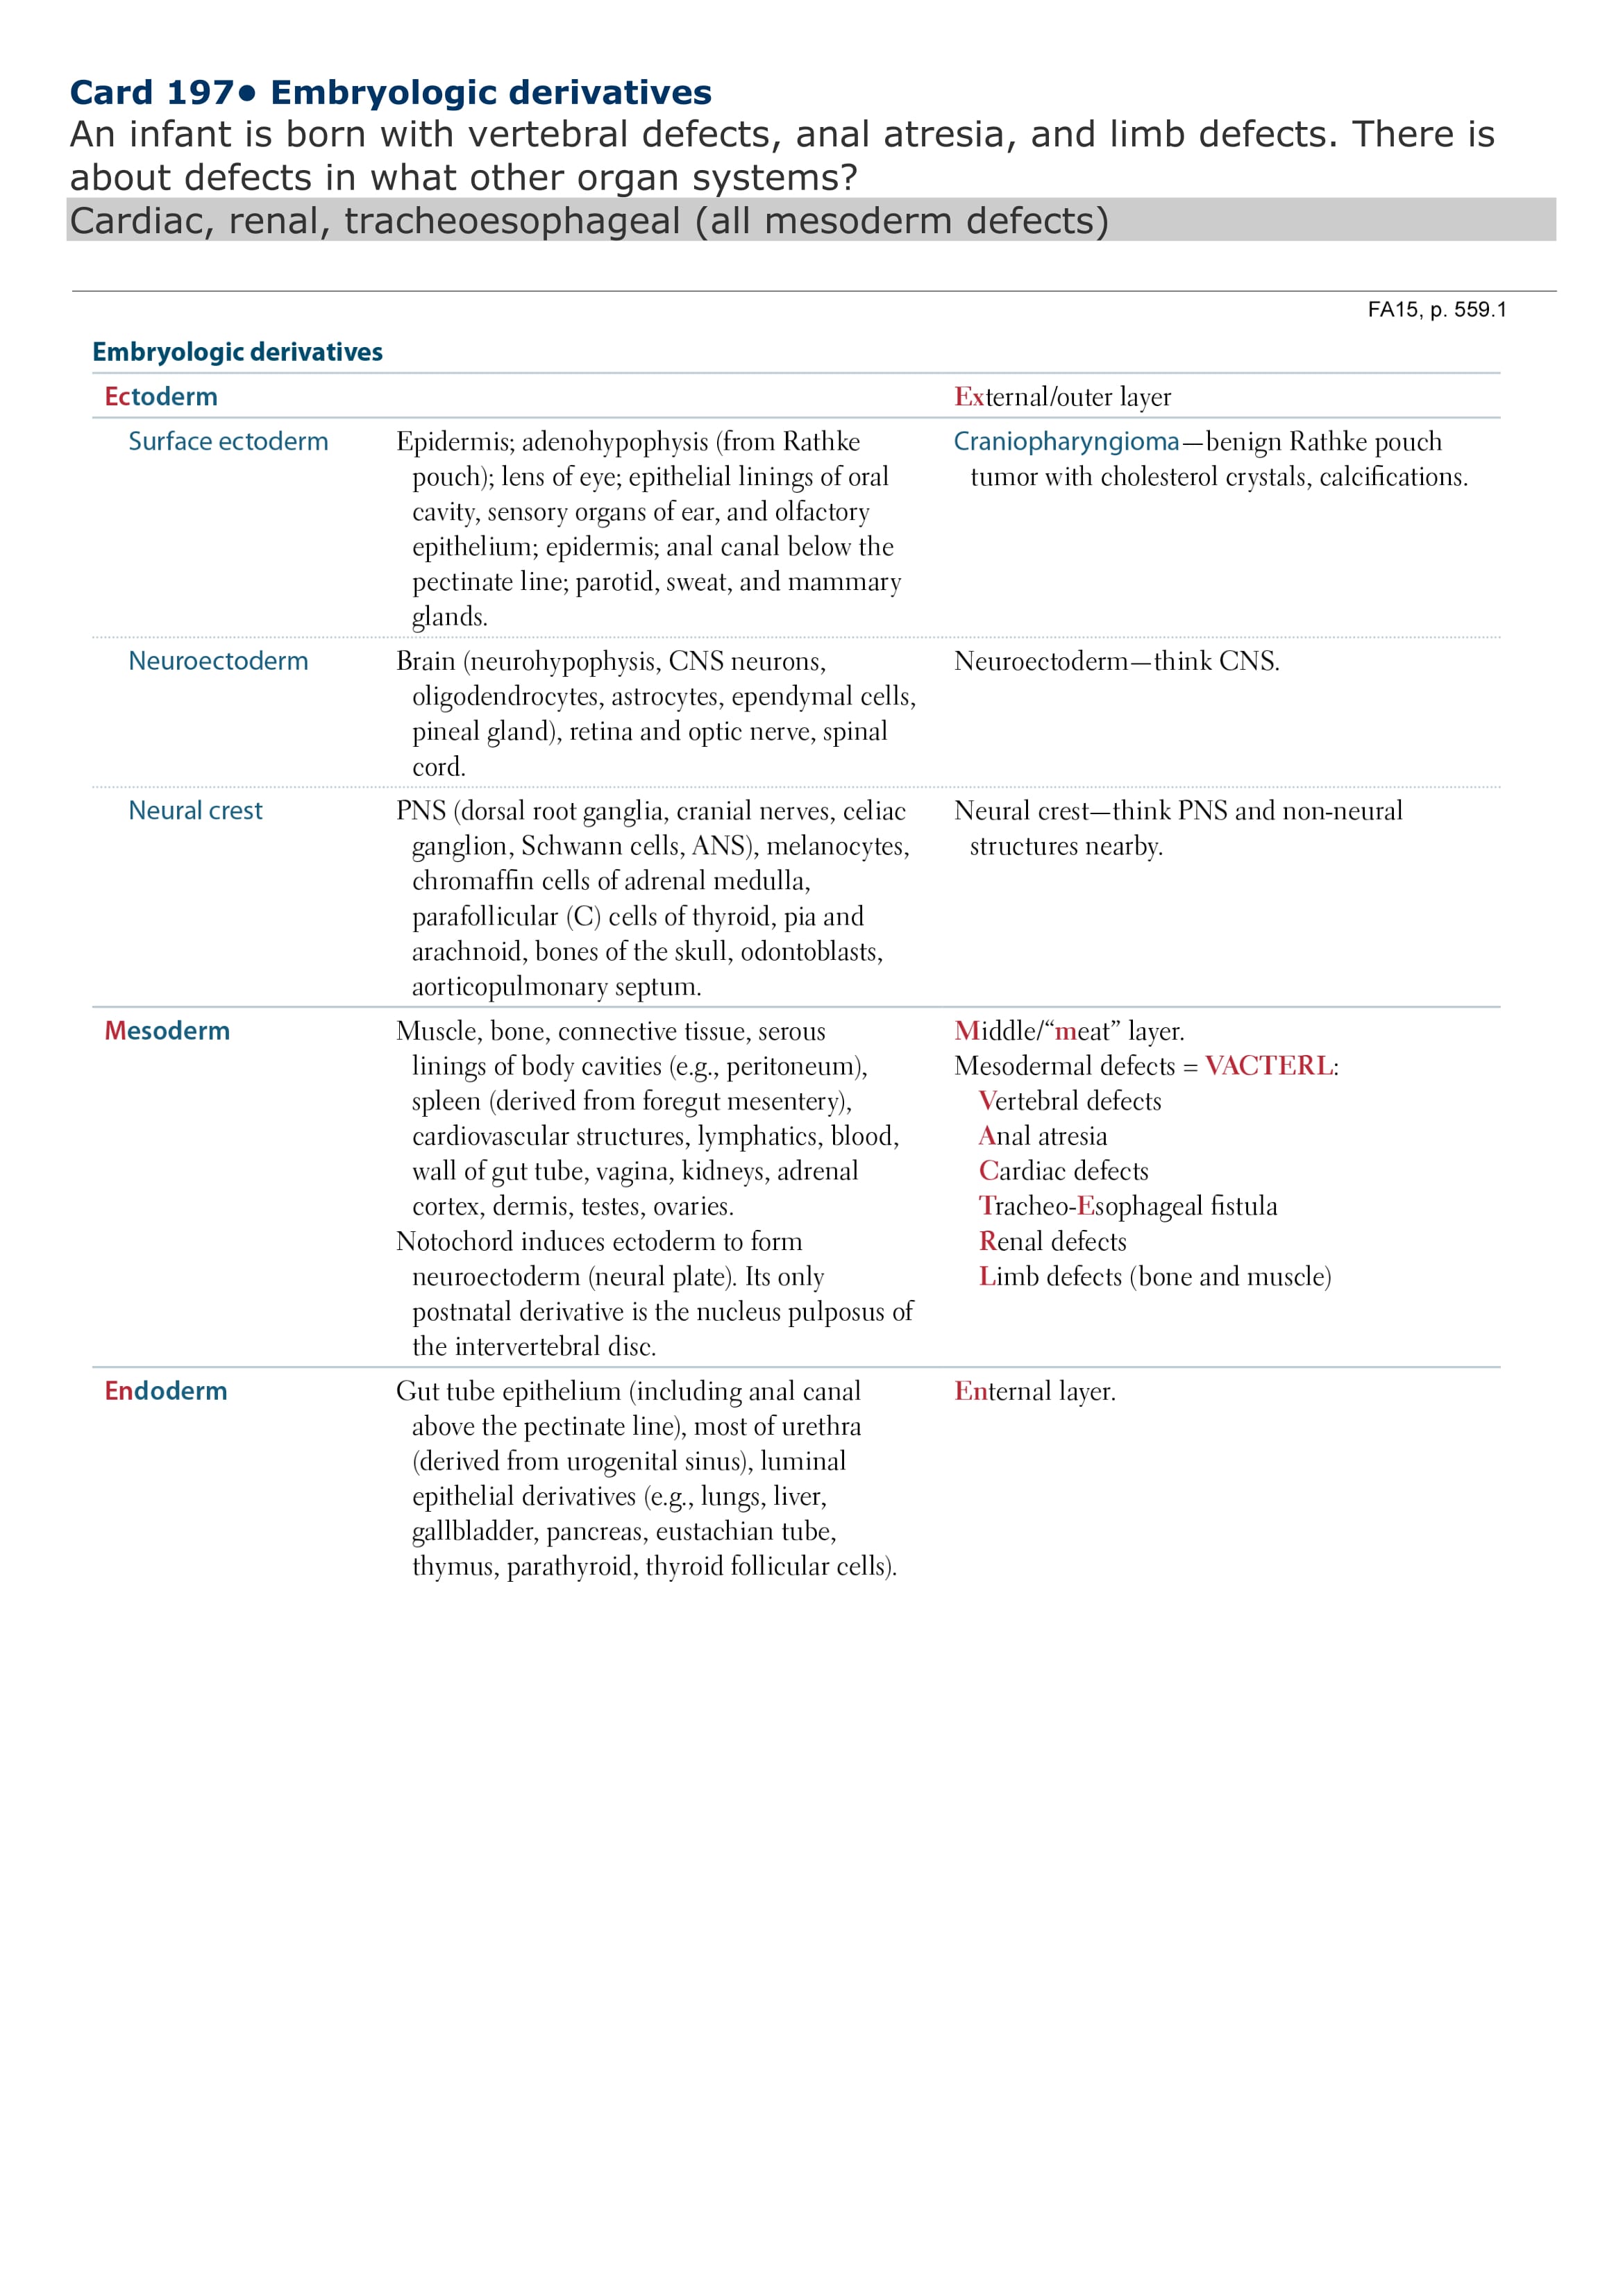 Card 197• Embryologic derivatives
An infant is born with vertebral defects, anal atresia, and limb defects. There is
about defects in what other organ systems?
Cardiac, renal, tracheoesophageal (all mesoderm defects)
FA15, p. 559.1
Embryologic derivatives
Ectoderm
External/outer layer
Surface ectoderm
Epidermis; adenohypophysis (from Rathke
pouch); lens of eye; epithelial linings of oral
cavity, sensory organs of ear, and olfactory
epithelium; epidermis; anal canal below the
pectinate line; parotid, sweat, and mammary
glands.
Craniopharyngioma—benign Rathke pouch
tumor with cholesterol crystals, calcifications.
Neuroectoderm
Brain (neurohypophysis, CNS neurons,
oligodendrocytes, astrocytes, ependymal cells,
pineal gland), retina and optic nerve, spinal
cord.
Neuroectoderm—think CNS.
Neural crest
PNS (dorsal root ganglia, cranial nerves, celiac
ganglion, Schwann cells, ANS), melanocytes,
chromaffin cells of adrenal medulla,
parafollicular (C) cells of thyroid, pia and
arachnoid, bones of the skull, odontoblasts,
aorticopulmonary septum.
Neural crest—think PNS and non-neural
structures nearby.
Mesoderm
Muscle, bone, connective tissue, serous
linings of body cavities (e.g., peritoneum),
spleen (derived from foregut mesentery),
cardiovascular structures, lymphatics, blood,
wall of gut tube, vagina, kidneys, adrenal
cortex, dermis, testes, ovaries.
Notochord induces ectoderm to form
neuroectoderm (neural plate). Its only
postnatal derivative is the nucleus pulposus of
the intervertebral disc.
Middle/“meat” layer.
Mesodermal defects = VACTERL:
Vertebral defects
Anal atresia
Cardiac defects
Tracheo-Esophageal fistula
Renal defects
Limb defects (bone and muscle)
Endoderm
Gut tube epithelium (including anal canal
above the pectinate line), most of urethra
(derived from urogenital sinus), luminal
epithelial derivatives (e.g., lungs, liver,
gallbladder, pancreas, eustachian tube,
thymus, parathyroid, thyroid follicular cells).
Enternal layer.